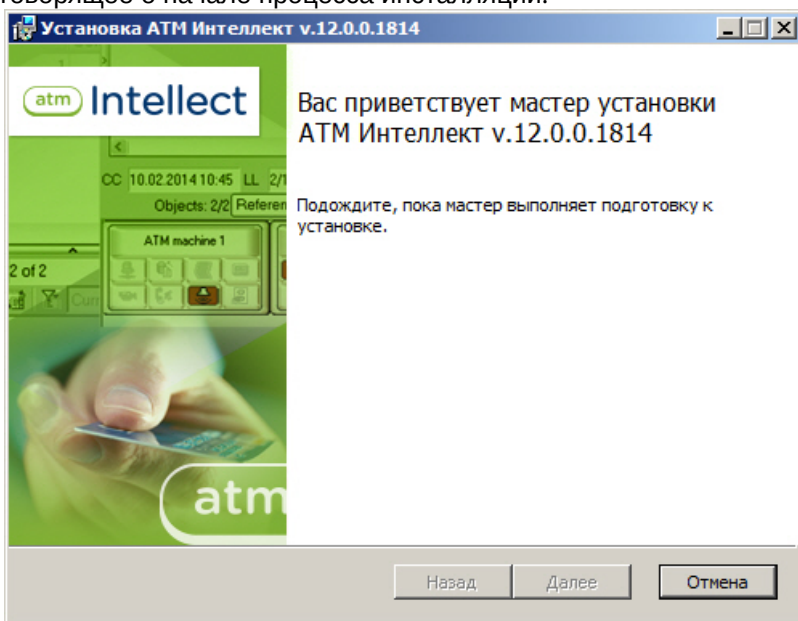 говорящее о начале процесса инсталляции.
Установка АТМ Интеллект v.12.0.0.1814
atm Intellect
Вас приветствует мастер установки
АТМ Интеллект v.12.0.0.1814
CC 10.02.2014 10:45 LL 2/1
Objects: 2/2 Referen
Подождите, пока мастер выполняет подготовку к
установке.
ATM machine 1
2 of 2
Curr
atm
Назад Далее Отмена